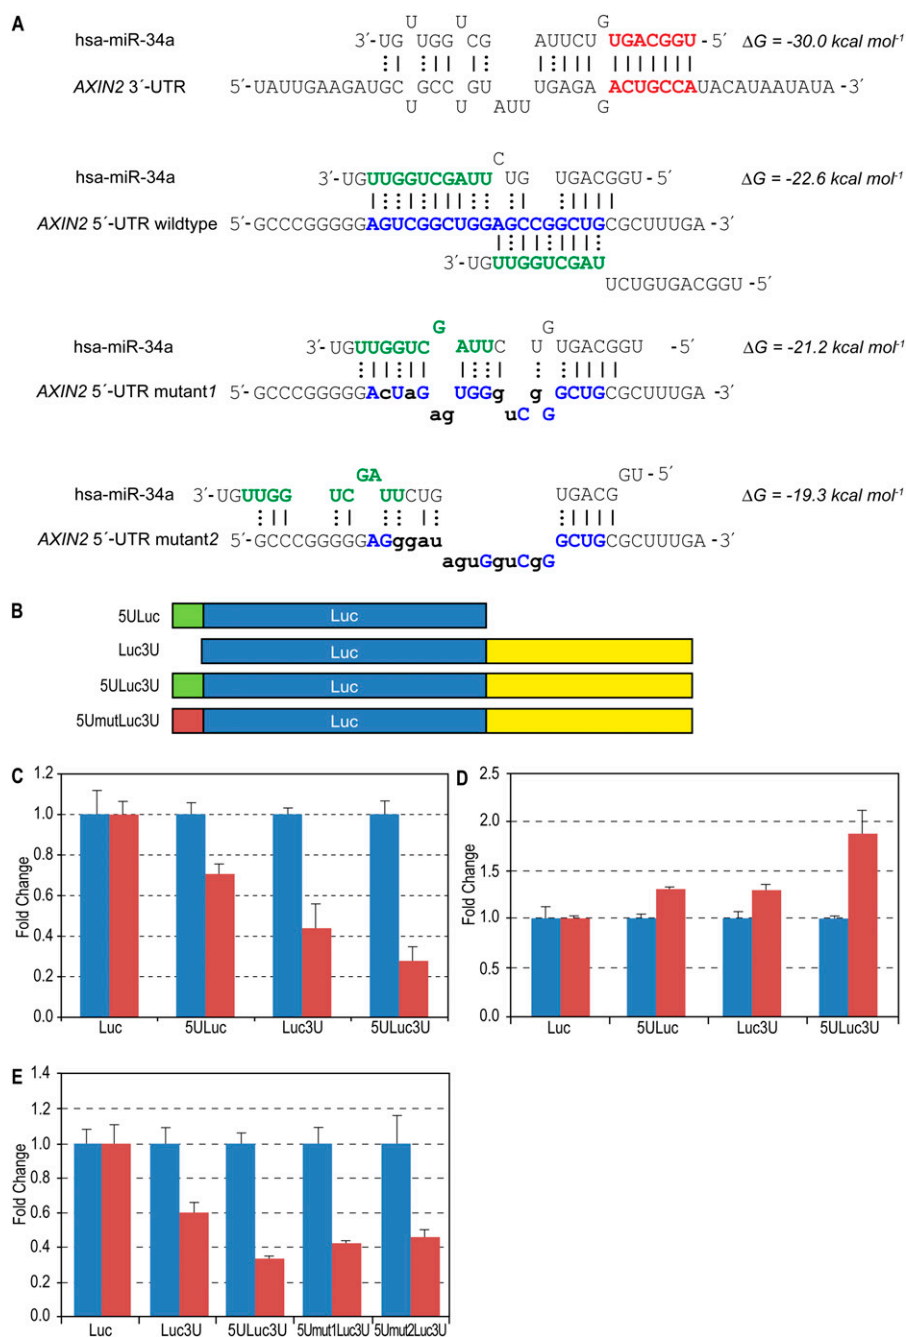 A
U U G
hsa-miR-34a 3´-UG UGG CG AUUCU UGACGGU -5´ ΔG = -30.0 kcal mol-1
AXIN2 3´-UTR 5´-UAUUGAAGAUGC GCC GU UGAGA ACUGCCA UACAUAAUAUA -3´
U U AUU G
C
hsa-miR-34a 3´-UGUUGGUCGAUU UG UGACGGU -5´ ΔG = -22.6 kcal mol-1
AXIN2 5´-UTR wildtype 5´-GCCCGGGGGAGUCGGCUGGAGCCGGCUGCGCUUUGA -3´
3´-UGUUGGUCGAU
UCUGUGACGGU -5´
G G
hsa-miR-34a 3´-UGUUGGUC AUUC U UGACGGU -5´ ΔG = -21.2 kcal mol-1
AXIN2 5´-UTR mutant1 5´-GCCCGGGGGAcUaG UGGg g GCUGCGCUUUGA -3´
ag uC G
GA GU-5´
hsa-miR-34a 3´-UGUUGG UC UUCUG UGACG ΔG = -19.3 kcal mol-1
AXIN2 5´-UTR mutant2 5´-GCCCGGGGGAGggau GCUGCGCUUUGA -3´
aguGguCgG
B
5ULuc Luc
Luc3U Luc
5ULuc3U Luc
5UmutLuc3U Luc
C
Fold Change
1.2
1.0
0.8
0.6
0.4
0.2
0.0
Luc 5ULuc Luc3U 5ULuc3U
D
Fold Change
2.5
2.0
1.5
1.0
0.5
0.0
Luc 5ULuc Luc3U 5ULuc3U
E
Fold Change
1.4
1.2
1.0
0.8
0.6
0.4
0.2
0.0
Luc Luc3U 5ULuc3U 5Umut1Luc3U 5Umut2Luc3U